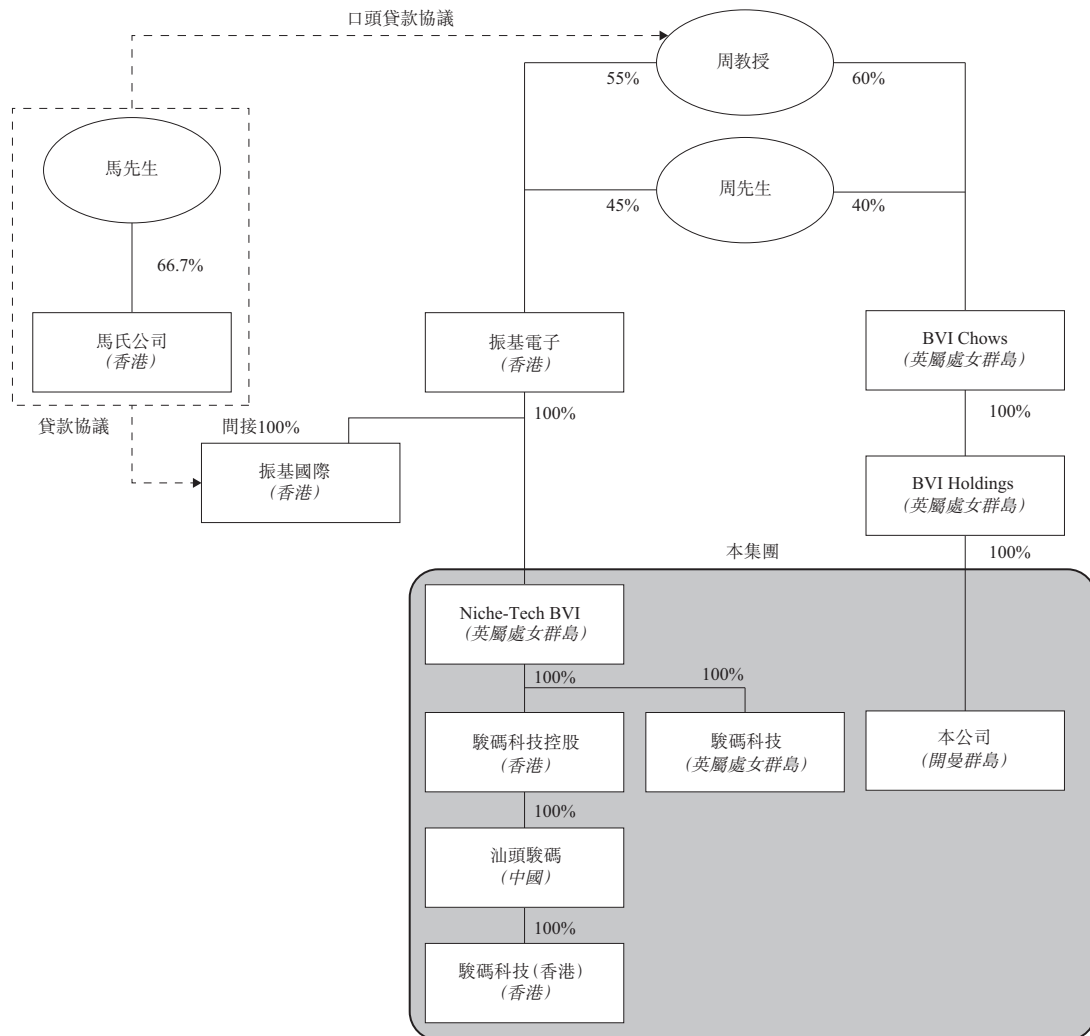 口頭貸款協議
周教授
55%
60%
馬先生
周先生
45%
40%
66.7%
馬氏公司
(香港)
振基電子
(香港)
BVI Chows
(英屬處女群島)
貸款協議
間接100%
100%
100%
振基國際
(香港)
BVI Holdings
(英屬處女群島)
本集團
100%
Niche-Tech BVI
(英屬處女群島)
100%
100%
駿碼科技控股
(香港)
駿碼科技
(英屬處女群島)
本公司
(開曼群島)
100%
汕頭駿碼
(中國)
100%
駿碼科技(香港)
(香港)